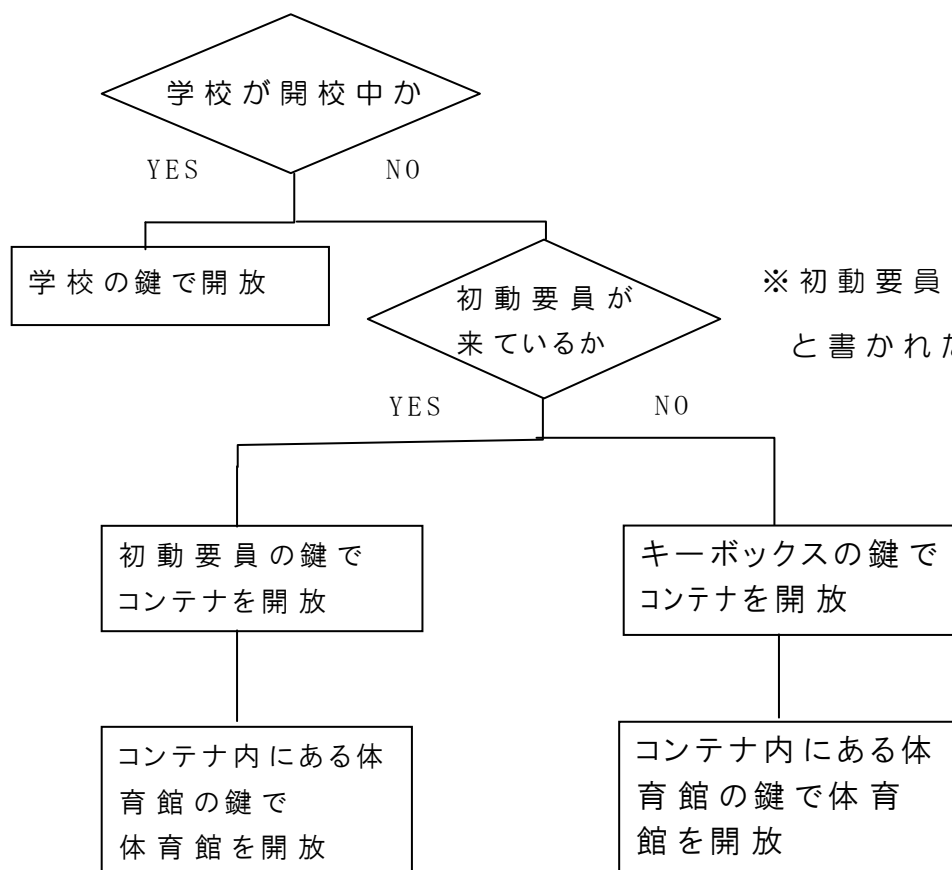 学校が開校中か
YES
NO
学校の鍵で開放
初動要員が
来ているか
※初動要員
と書かれた
YES
NO
初動要員の鍵で
コンテナを開放
キーボックスの鍵で
コンテナを開放
コンテナ内にある体
育館の鍵で
体育館を開放
コンテナ内にある体
育館の鍵で体育
館を開放